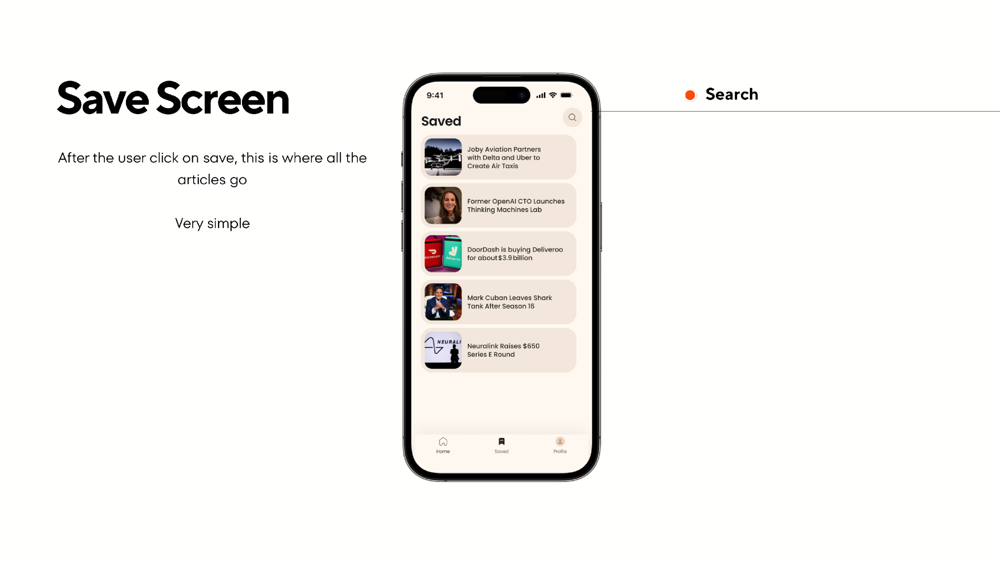 Save Screen
After the user click on save, this is where all the
articles go
Very simple
9:41
Saved
Joby Aviation Partners
with Delta and Uber to
Create Air Taxis
Former OpenAI CTO Launches
Thinking Machines Lab
DOORDASH
deliveroo
DoorDash is buying Deliveroo
for about $3.9 billion
Mark Cuban Leaves Shark
Tank After Season 16
NEURALI
Neuralink Raises $650
Series E Round
Home
Saved
Profile
Search